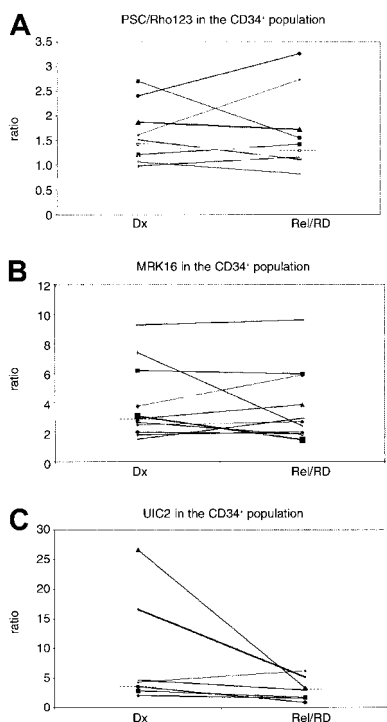 A
PSC/Rho123 in the CD34⁺ population
3.5
3
2.5
2
1.5
1
0.5
0
ratio
Dx
Rel/RD
B
MRK16 in the CD34⁺ population
12
10
8
6
4
2
0
ratio
Dx
Rel/RD
C
UIC2 in the CD34⁺ population
30
25
20
15
10
5
0
ratio
Dx
Rel/RD